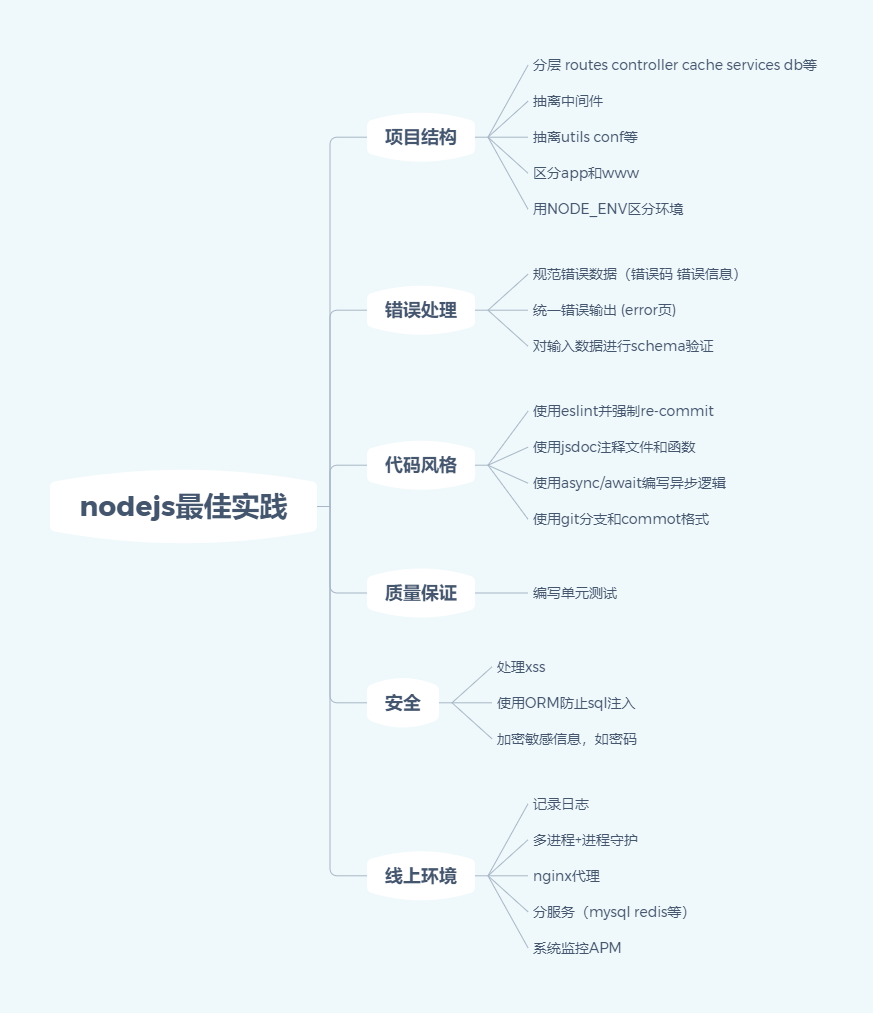 nodejs最佳实践
项目结构
分层 routes controller cache services db等
抽离中间件
抽离utils conf等
区分app和www
用NODE_ENV区分环境
错误处理
规范错误数据（错误码 错误信息）
统一错误输出 (error页)
对输入数据进行schema验证
代码风格
使用eslint并强制re-commit
使用jsdoc注释文件和函数
使用async/await编写异步逻辑
使用git分支和commot格式
质量保证
编写单元测试
安全
处理xss
使用ORM防止sql注入
加密敏感信息，如密码
线上环境
记录日志
多进程+进程守护
nginx代理
分服务（mysql redis等）
系统监控APM